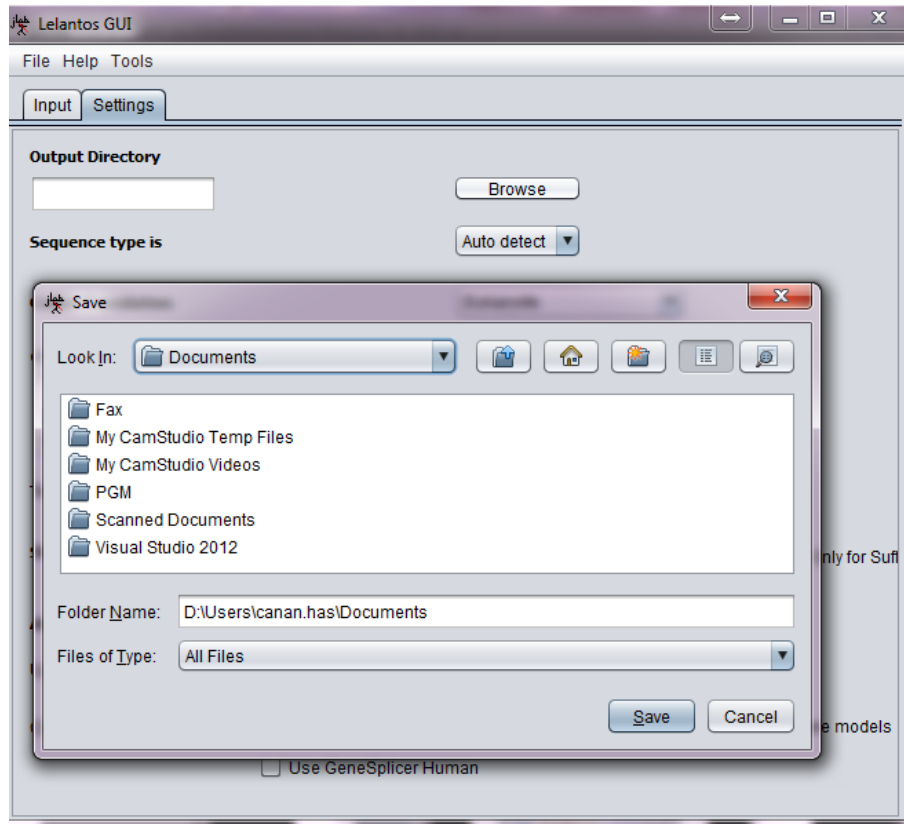 Lelantos GUI
File Help Tools
Input Settings
Output Directory
Browse
Sequence type is
Auto detect
Save
Look In: Documents
Fax
My CamStudio Temp Files
My CamStudio Videos
PGM
Scanned Documents
Visual Studio 2012
nly for Suff
Folder Name: D:\Users\canan.has\Documents
Files of Type: All Files
Save Cancel
e models
Use GeneSplicer Human